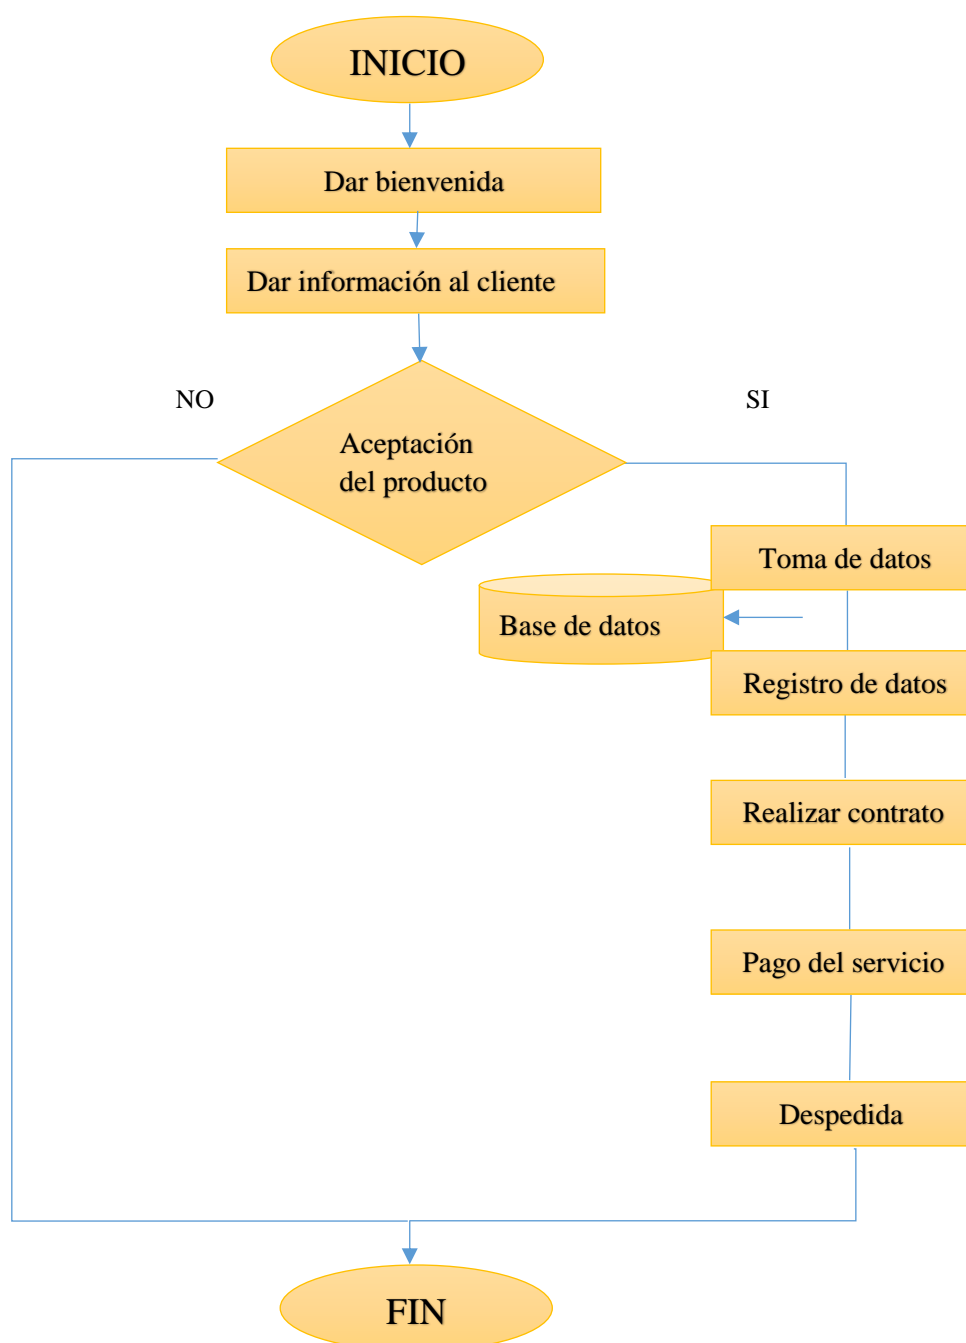 INICIO
Dar bienvenida
Dar información al cliente
NO
SI
Aceptación
del producto
Toma de datos
Base de datos
Registro de datos
Realizar contrato
Pago del servicio
Despedida
FIN